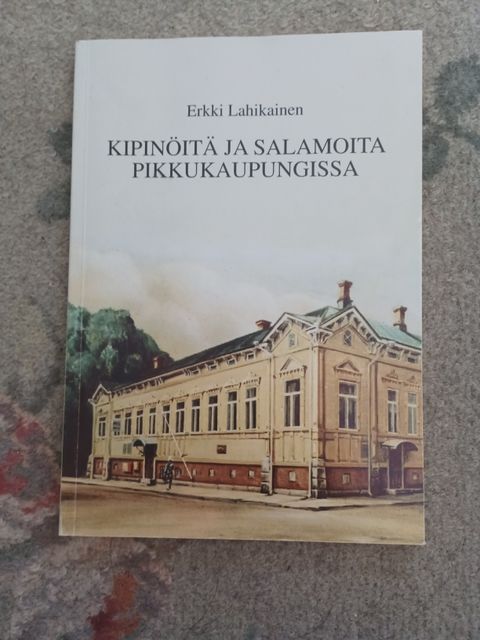 Erkki Lahikainen
KIPINÖITÄ JA SALAMOITA
PIKKUKAUPUNGISSA